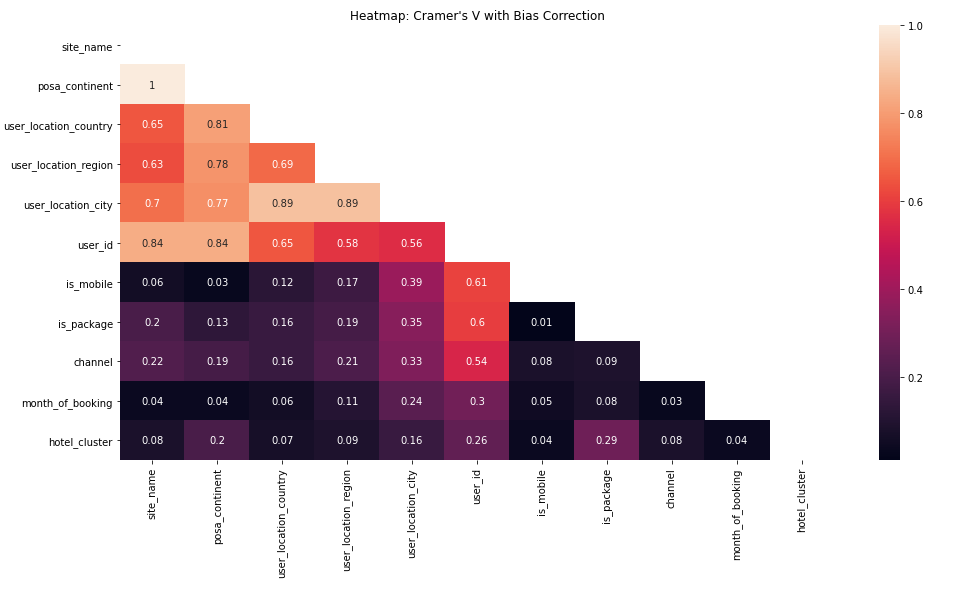 Heatmap: Cramer's V with Bias Correction
site_name
posa_continent 1
user_location_country 0.65 0.81
user_location_region 0.63 0.78 0.69
user_location_city 0.7 0.77 0.89 0.89
user_id 0.84 0.84 0.65 0.58 0.56
is_mobile 0.06 0.03 0.12 0.17 0.39 0.61
is_package 0.2 0.13 0.16 0.19 0.35 0.6 0.01
channel 0.22 0.19 0.16 0.21 0.33 0.54 0.08 0.09
month_of_booking 0.04 0.04 0.06 0.11 0.24 0.3 0.05 0.08 0.03
hotel_cluster 0.08 0.2 0.07 0.09 0.16 0.26 0.04 0.29 0.08 0.04
site_name
posa_continent
user_location_country
user_location_region
user_location_city
user_id
is_mobile
is_package
channel
month_of_booking
hotel_cluster
1.0
0.8
0.6
0.4
0.2